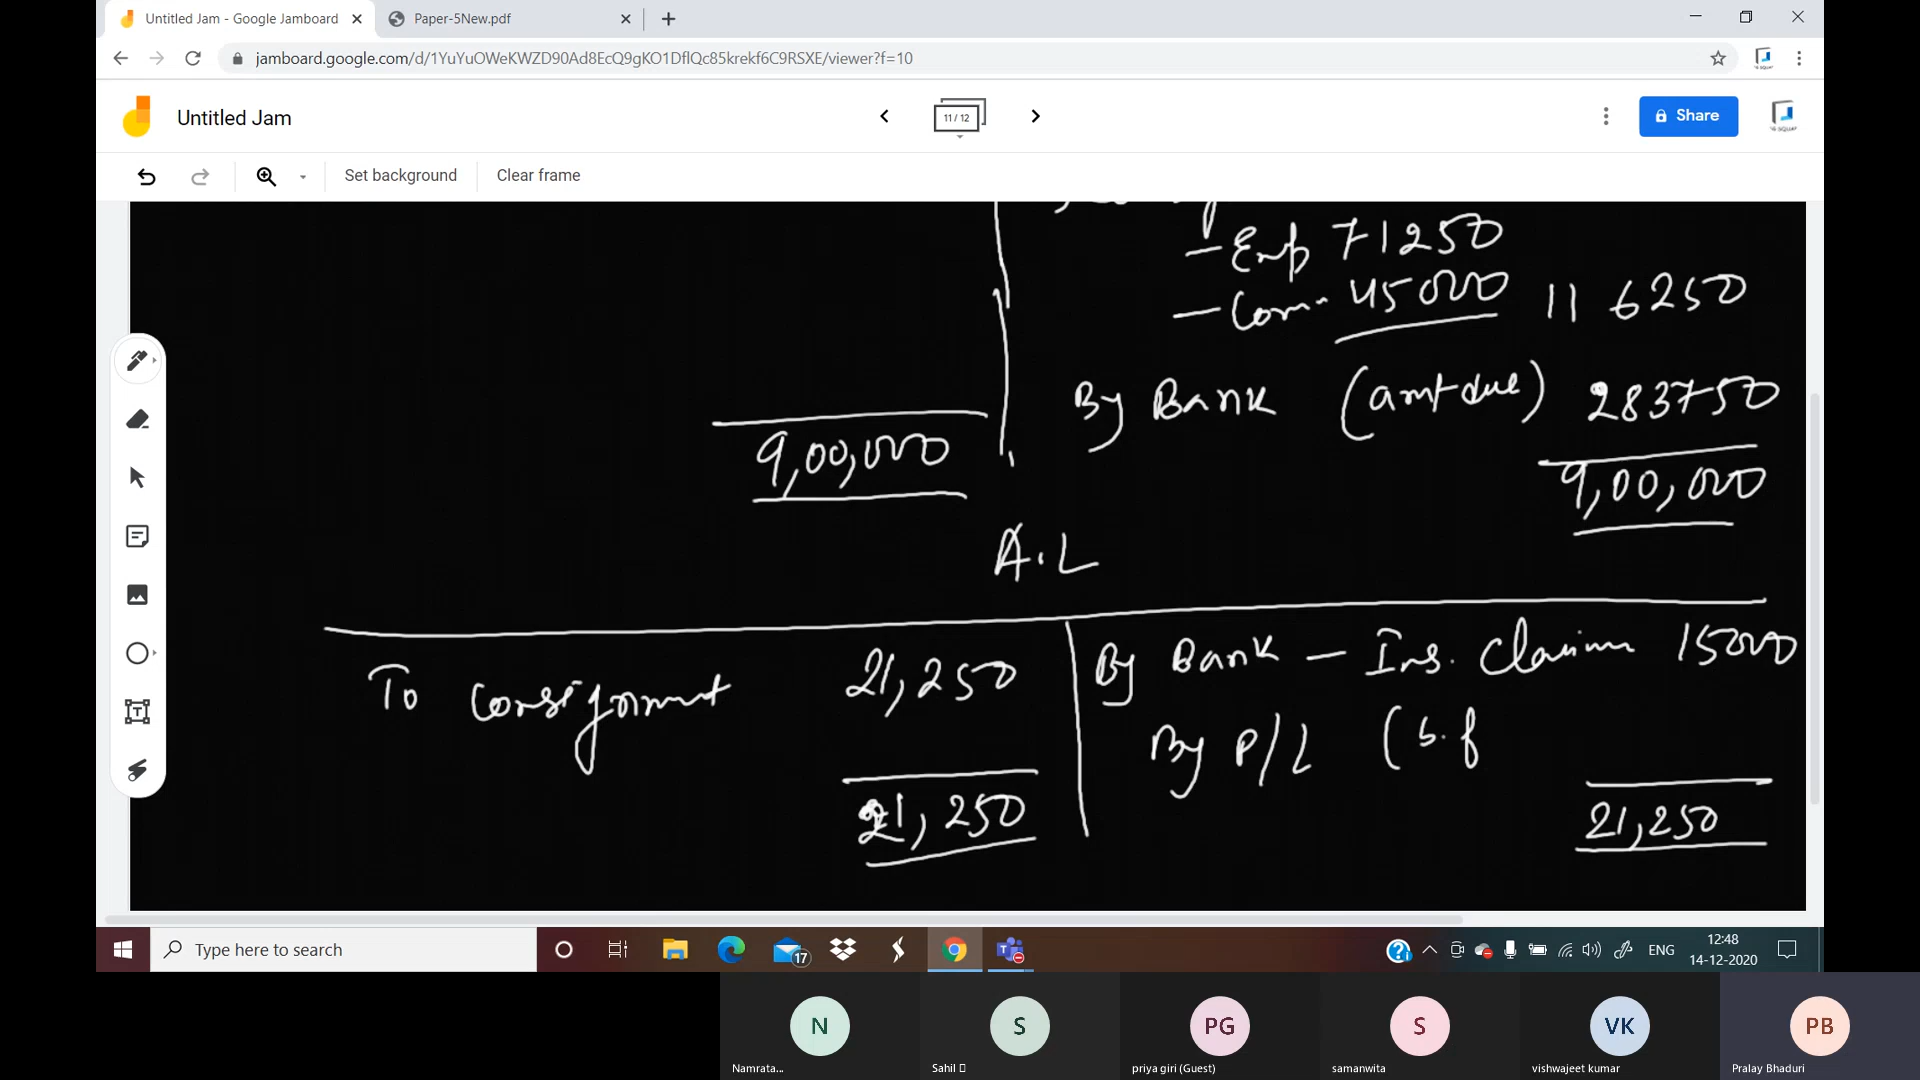 Untitled Jam - Google Jamboard
Paper-5New.pdf
jamboard.google.com/d/1YuYuOWeKWZD90Ad8EcQ9gKO1DflQc85krekf6C9RSXE/viewer?f=10
Untitled Jam
11 / 12
Share
Set background
Clear frame
- Exp 71250
- Com. 45000 116250
By Bank (amt due) 283750
9,00,000
9,00,000
A.L
To consignment 21,250
By Bank - Ins. Claim 15000
By P/L (b.f
21,250
21,250
Type here to search
17
ENG
12:48
14-12-2020
N
S
PG
S
VK
PB
Namrata...
Sahil
priya giri (Guest)
samanwita
vishwajeet kumar
Pralay Bhaduri